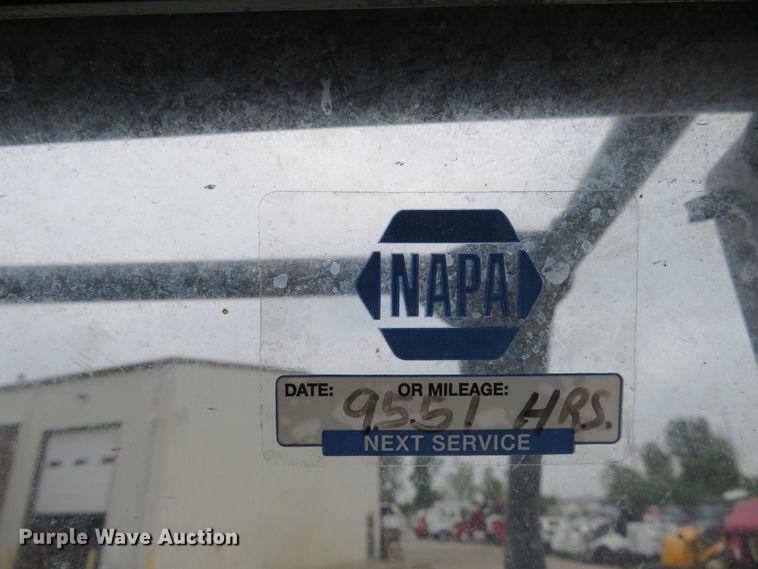 NAPA
DATE: OR MILEAGE:
9551 HRS.
NEXT SERVICE
Purple Wave Auction